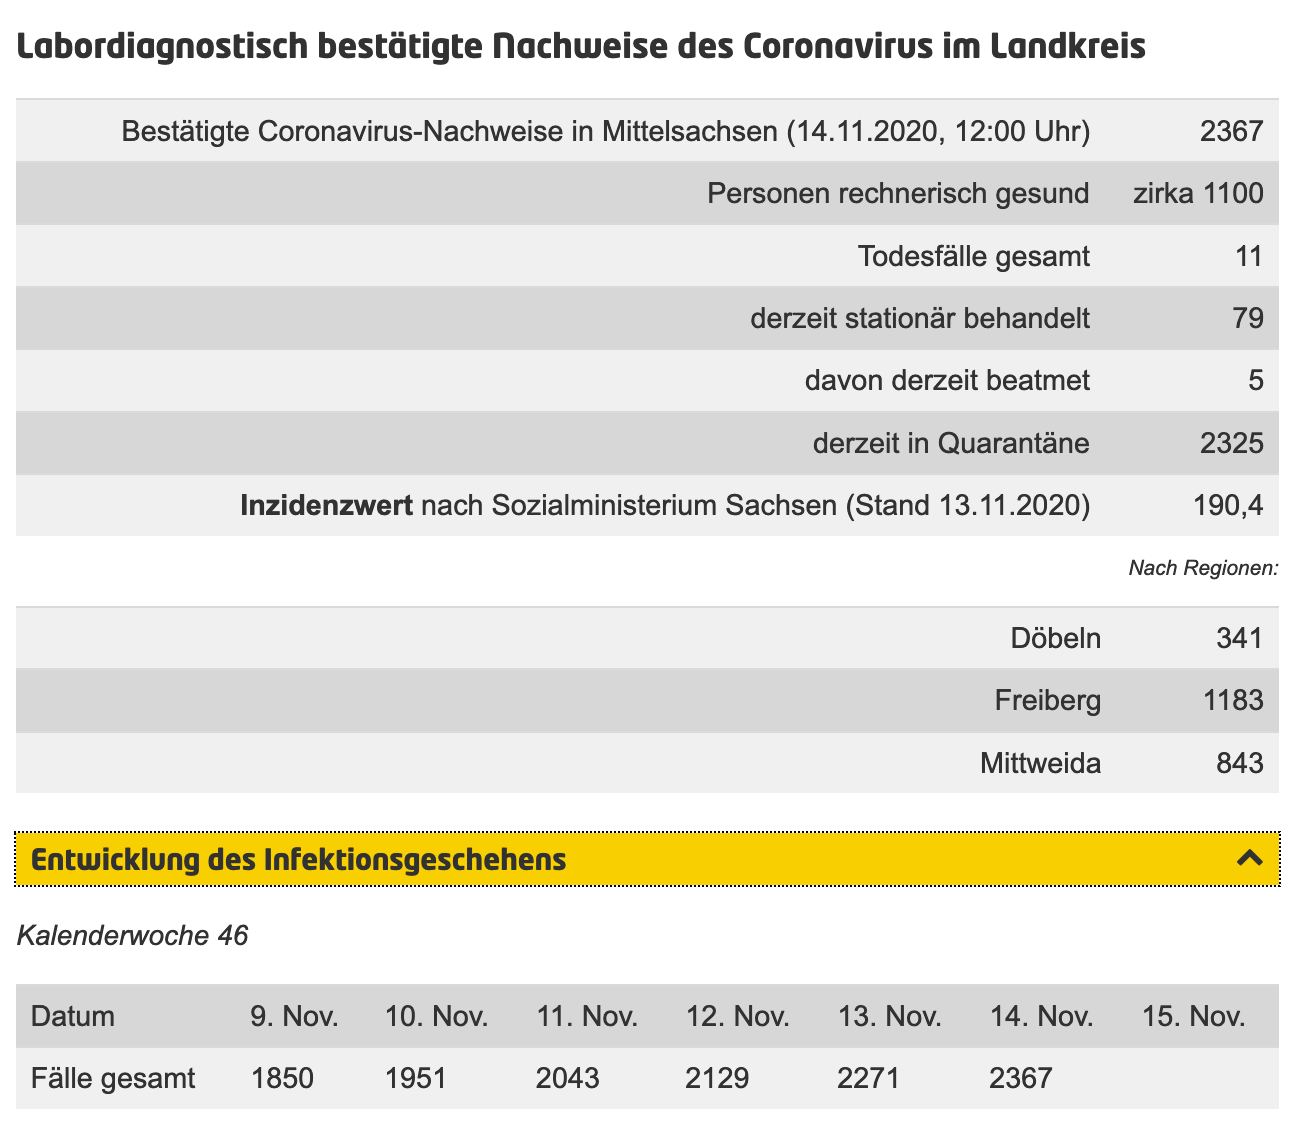 Labordiagnostisch bestätigte Nachweise des Coronavirus im Landkreis
Bestätigte Coronavirus-Nachweise in Mittelsachsen (14.11.2020, 12:00 Uhr) 2367
Personen rechnerisch gesund zirka 1100
Todesfälle gesamt 11
derzeit stationär behandelt 79
davon derzeit beatmet 5
derzeit in Quarantäne 2325
Inzidenzwert nach Sozialministerium Sachsen (Stand 13.11.2020) 190,4
Nach Regionen:
Döbeln 341
Freiberg 1183
Mittweida 843
Entwicklung des Infektionsgeschehens
Kalenderwoche 46
Datum 9. Nov. 10. Nov. 11. Nov. 12. Nov. 13. Nov. 14. Nov. 15. Nov.
Fälle gesamt 1850 1951 2043 2129 2271 2367